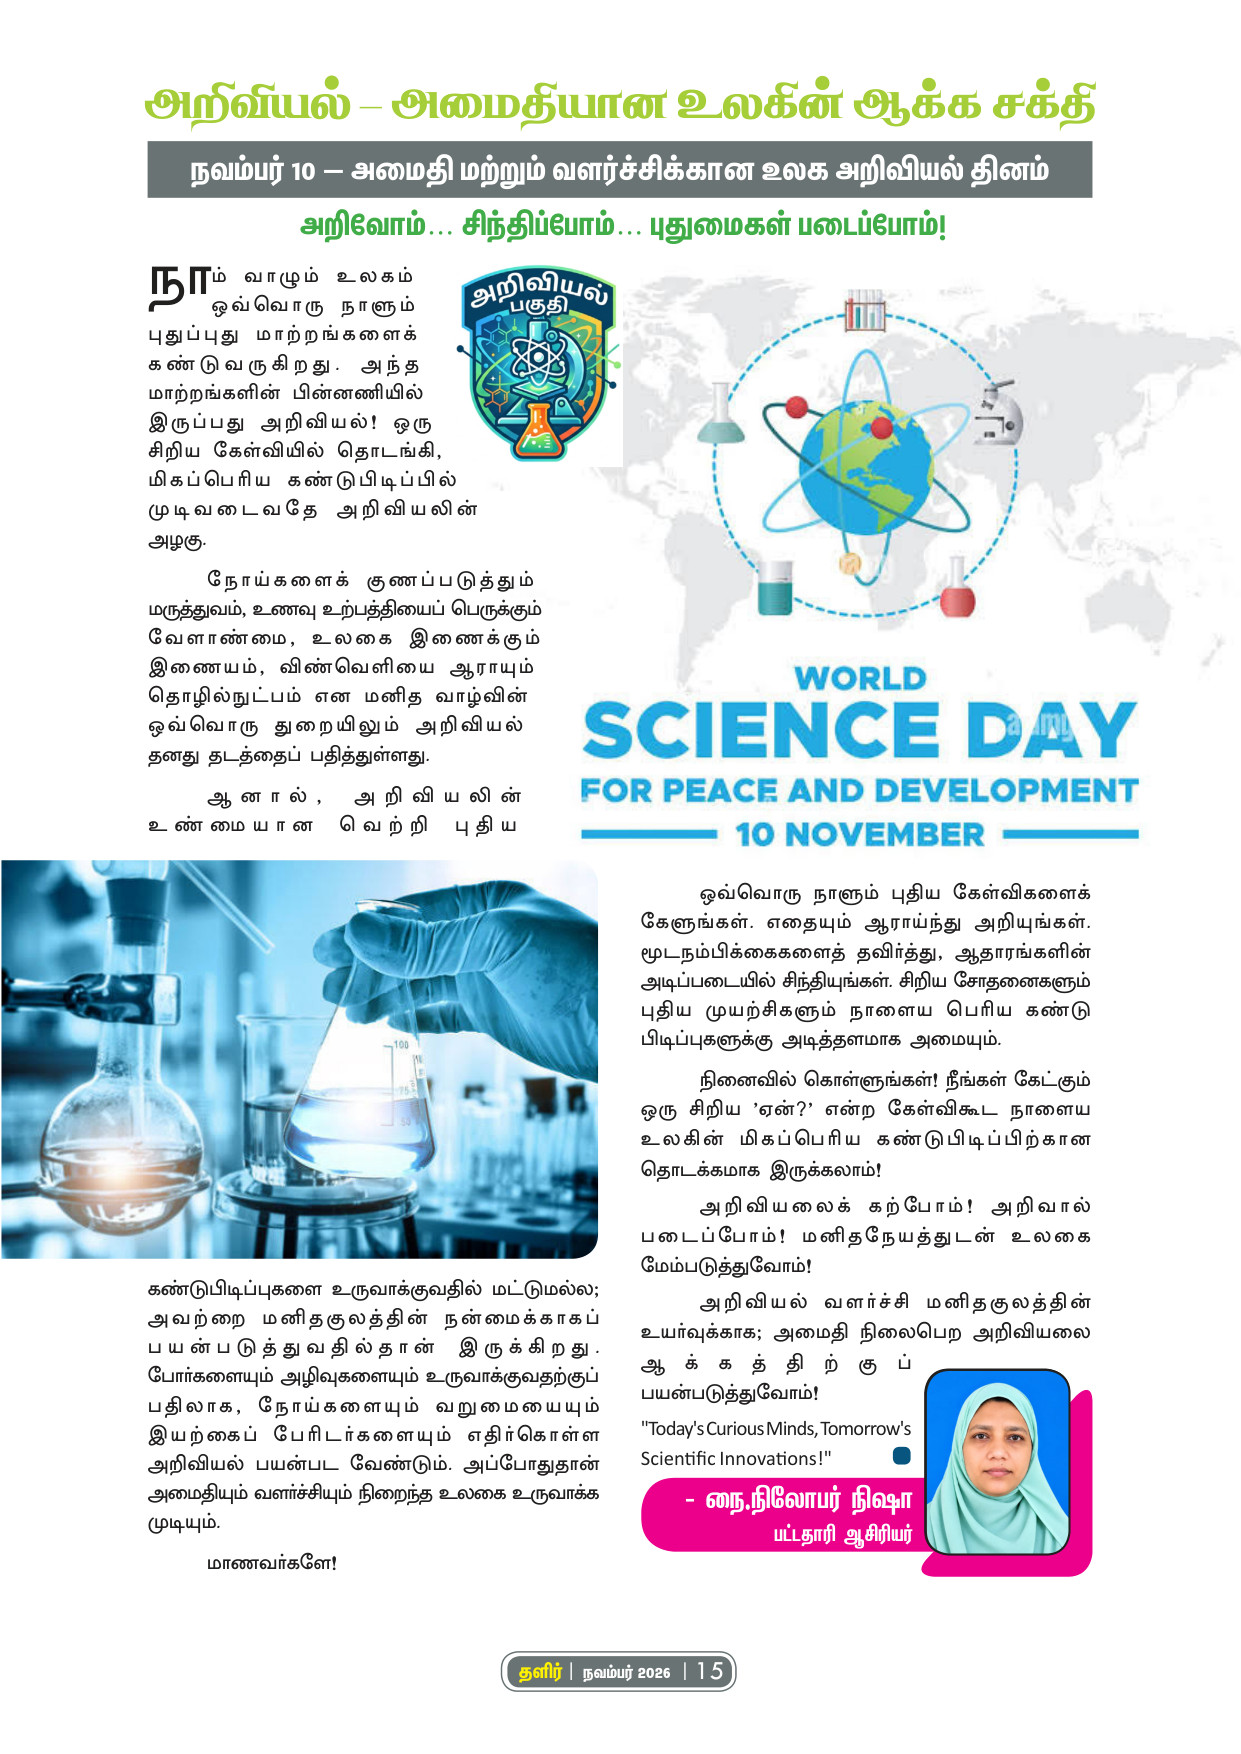 அறிவியல் – அமைதியான உலகின் ஆக்க சக்தி
நவம்பர் 10 – அமைதி மற்றும் வளர்ச்சிக்கான உலக அறிவியல் தினம்
அறிவோம்... சிந்திப்போம்... புதுமைகள் படைப்போம்!
நாம் வாழும் உலகம்
ஒவ்வொரு நாளும்
புதுப்புது மாற்றங்களைக்
கண்டுவருகிறது. அந்த
மாற்றங்களின் பின்னணியில்
இருப்பது அறிவியல்! ஒரு
சிறிய கேள்வியில் தொடங்கி,
மிகப்பெரிய கண்டுபிடிப்பில்
முடிவடைவதே அறிவியலின்
அழகு.
நோய்களைக் குணப்படுத்தும்
மருத்துவம், உணவு உற்பத்தியைப் பெருக்கும்
வேளாண்மை, உலகை இணைக்கும்
இணையம், விண்வெளியை ஆராயும்
தொழில்நுட்பம் என மனித வாழ்வின்
ஒவ்வொரு துறையிலும் அறிவியல்
தனது தடத்தைப் பதித்துள்ளது.
ஆனால், அறிவியலின்
உண்மையான வெற்றி புதிய
அறிவியல்
பகுதி
WORLD
SCIENCE DAY
FOR PEACE AND DEVELOPMENT
10 NOVEMBER
100
75
50
கண்டுபிடிப்புகளை உருவாக்குவதில் மட்டுமல்ல;
அவற்றை மனிதகுலத்தின் நன்மைக்காகப்
பயன்படுத்துவதில்தான் இருக்கிறது.
போர்களையும் அழிவுகளையும் உருவாக்குவதற்குப்
பதிலாக, நோய்களையும் வறுமையையும்
இயற்கைப் பேரிடர்களையும் எதிர்கொள்ள
அறிவியல் பயன்பட வேண்டும். அப்போதுதான்
அமைதியும் வளர்ச்சியும் நிறைந்த உலகை உருவாக்க
முடியும்.
மாணவர்களே!
ஒவ்வொரு நாளும் புதிய கேள்விகளைக்
கேளுங்கள். எதையும் ஆராய்ந்து அறியுங்கள்.
மூடநம்பிக்கைகளைத் தவிர்த்து, ஆதாரங்களின்
அடிப்படையில் சிந்தியுங்கள். சிறிய சோதனைகளும்
புதிய முயற்சிகளும் நாளைய பெரிய கண்டு
பிடிப்புகளுக்கு அடித்தளமாக அமையும்.
நினைவில் கொள்ளுங்கள்! நீங்கள் கேட்கும்
ஒரு சிறிய 'ஏன்?' என்ற கேள்விகூட நாளைய
உலகின் மிகப்பெரிய கண்டுபிடிப்பிற்கான
தொடக்கமாக இருக்கலாம்!
அறிவியலைக் கற்போம்! அறிவால்
படைப்போம்! மனிதநேயத்துடன் உலகை
மேம்படுத்துவோம்!
அறிவியல் வளர்ச்சி மனிதகுலத்தின்
உயர்வுக்காக; அமைதி நிலைபெற அறிவியலை
ஆக்கத்திற்குப்
பயன்படுத்துவோம்!
"Today's Curious Minds, Tomorrow's
Scientific Innovations!"
- நை.நிலோபர் நிஷா
பட்டதாரி ஆசிரியர்
தளிர் | நவம்பர் 2026 | 15